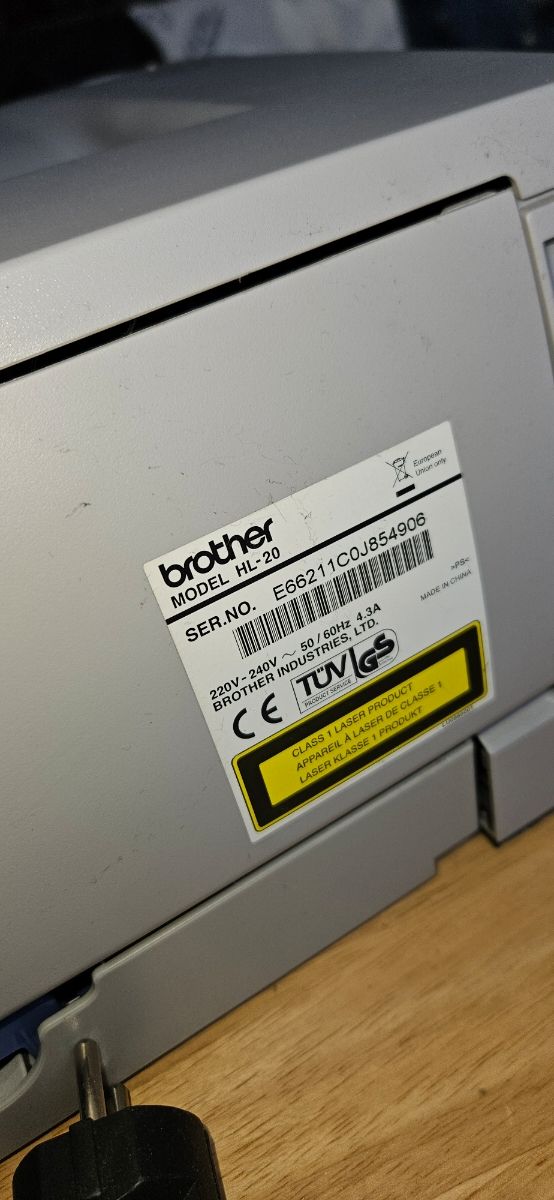 European
Union only
brother
MODEL HL-20
SER.NO. E66211C0J854906
>PS<
MADE IN CHINA
220V-240V ~ 50/60Hz 4.3A
BROTHER INDUSTRIES, LTD.
CE
TÜV GS
PRODUCT SERVICE
CLASS 1 LASER PRODUCT
APPAREIL À LASER DE CLASSE 1
LASER KLASSE 1 PRODUKT